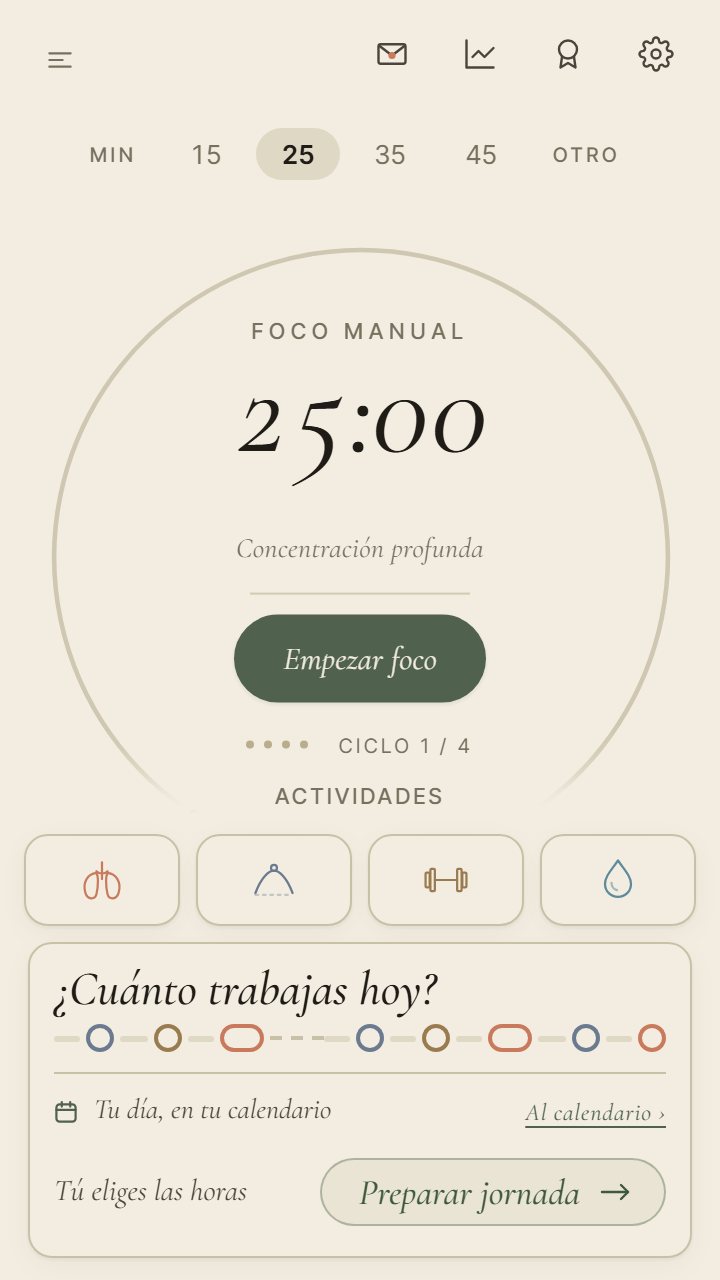 MIN 15 25 35 45 OTRO
FOCO MANUAL
25:00
Concentración profunda
Empezar foco
CICLO 1 / 4
ACTIVIDADES
¿Cuánto trabajas hoy?
Tu día, en tu calendario
Al calendario ›
Tú eliges las horas
Preparar jornada →